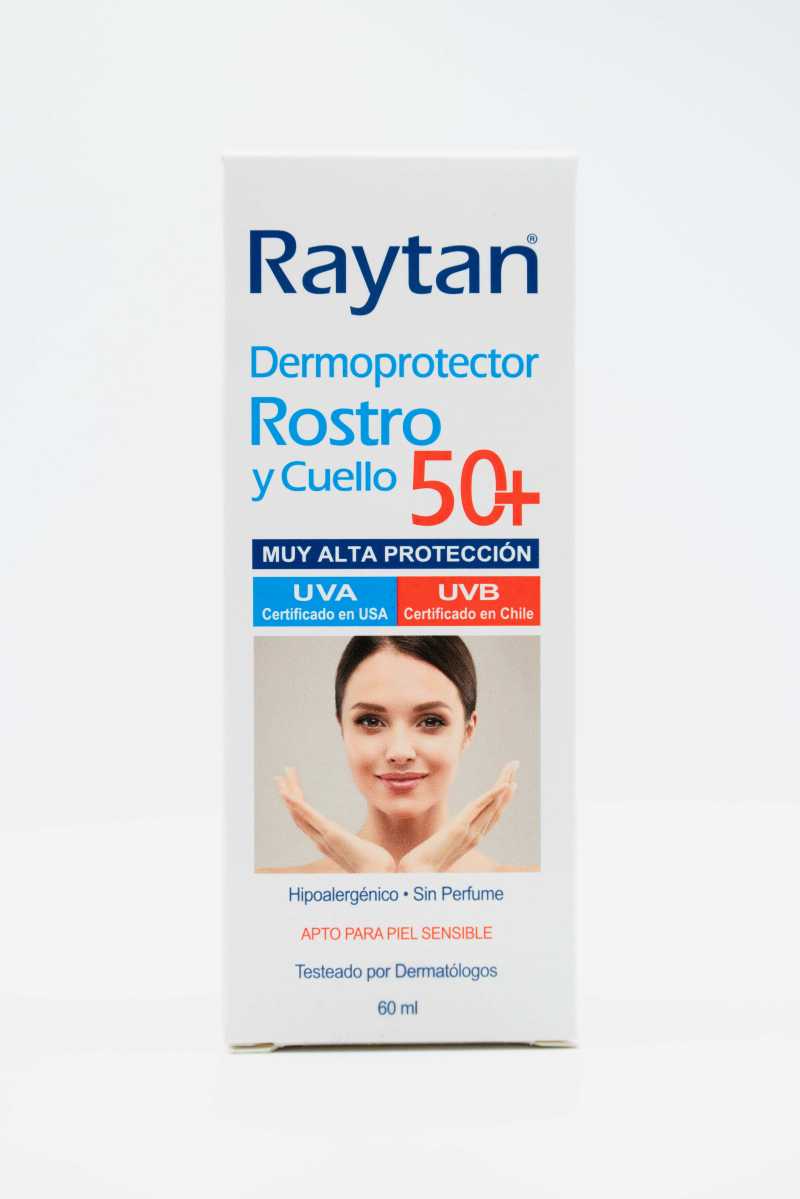 Raytan®
Dermoprotector
Rostro
y Cuello 50+
MUY ALTA PROTECCIÓN
UVA UVB
Certificado en USA Certificado en Chile
Hipoalergénico • Sin Perfume
APTO PARA PIEL SENSIBLE
Testeado por Dermatólogos
60 ml